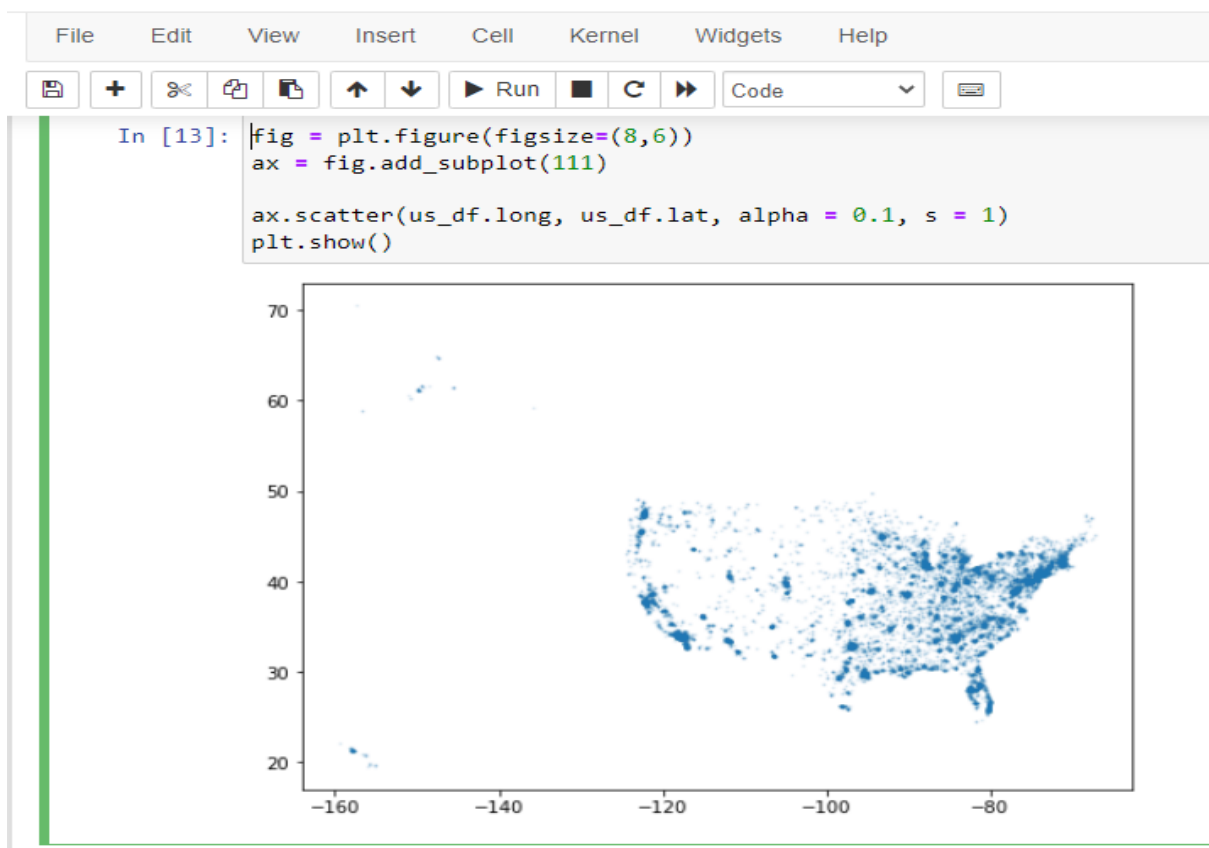 File Edit View Insert Cell Kernel Widgets Help
Run Code
In [13]: fig = plt.figure(figsize=(8,6))
ax = fig.add_subplot(111)
ax.scatter(us_df.long, us_df.lat, alpha = 0.1, s = 1)
plt.show()
70
60
50
40
30
20
−160 −140 −120 −100 −80